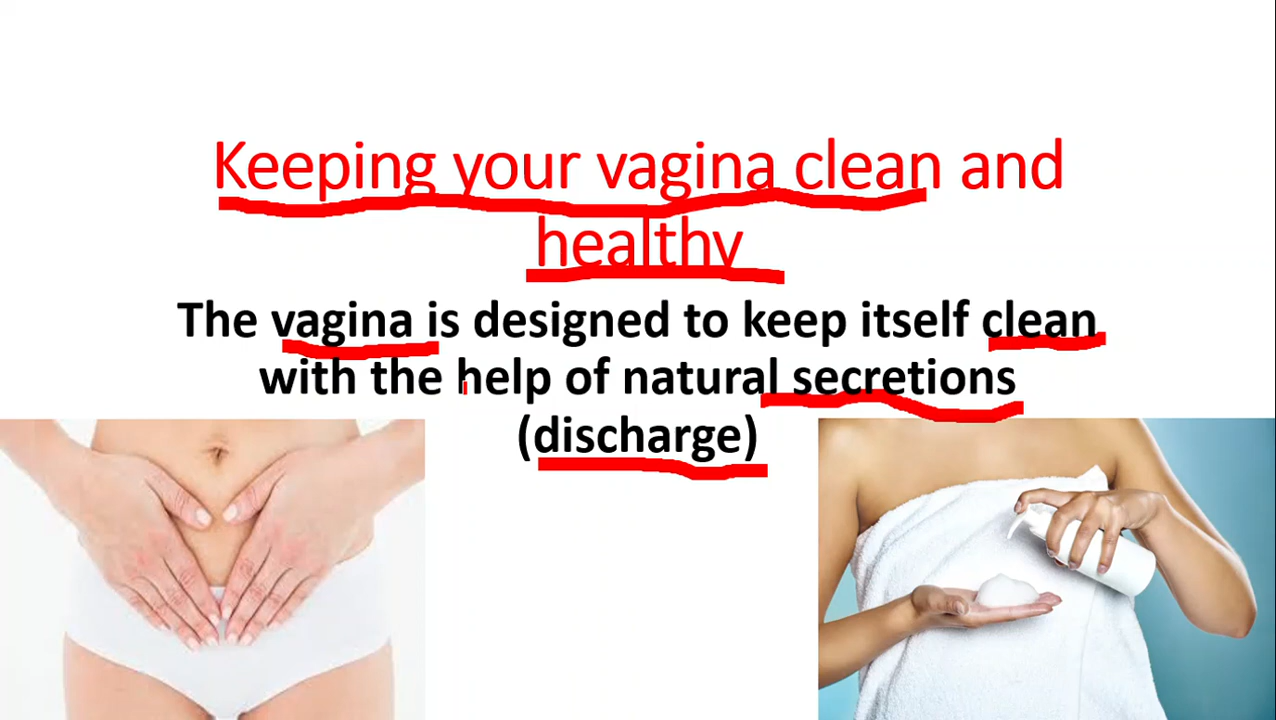 Keeping your vagina clean and
healthy
The vagina is designed to keep itself clean
with the help of natural secretions
(discharge)